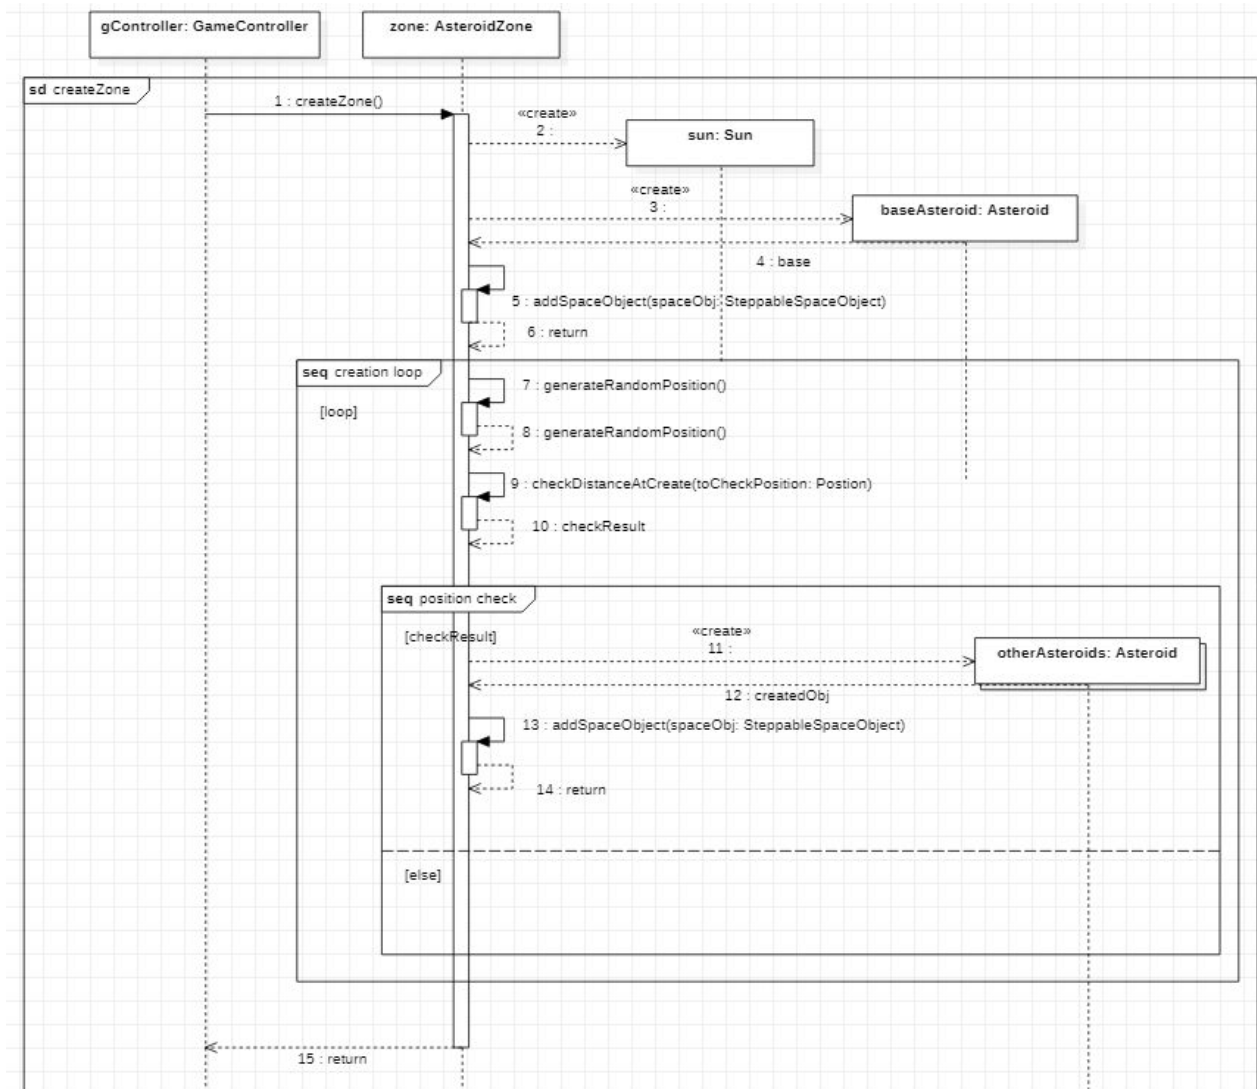 gController: GameController
zone: AsteroidZone
sd createZone
1 : createZone()
«create»
2 :
sun: Sun
«create»
3 :
baseAsteroid: Asteroid
4 : base
5 : addSpaceObject(spaceObj: SteppableSpaceObject)
6 : return
seq creation loop
[loop]
7 : generateRandomPosition()
8 : generateRandomPosition()
9 : checkDistanceAtCreate(toCheckPosition: Postion)
10 : checkResult
seq position check
[checkResult]
«create»
11 :
otherAsteroids: Asteroid
12 : createdObj
13 : addSpaceObject(spaceObj: SteppableSpaceObject)
14 : return
[else]
15 : return